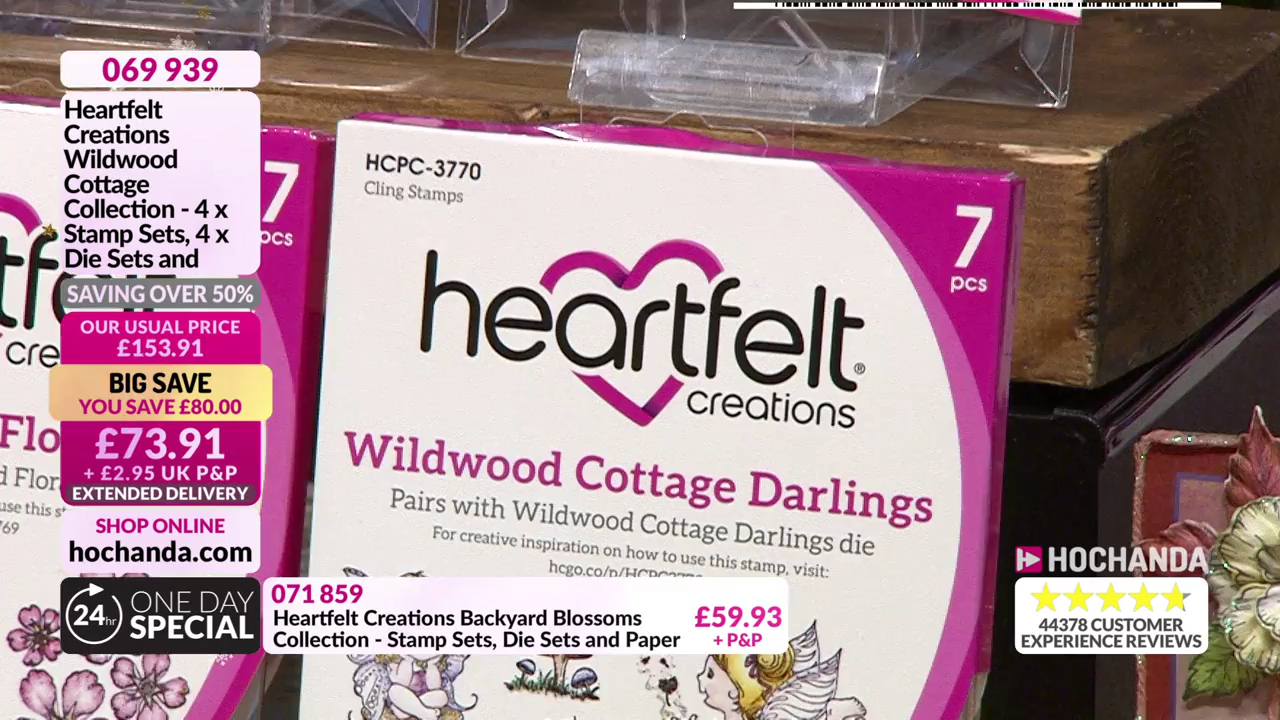 069 939
Heartfelt
Creations
Wildwood
Cottage
Collection - 4 x
Stamp Sets, 4 x
Die Sets and
SAVING OVER 50%
OUR USUAL PRICE
£153.91
BIG SAVE
YOU SAVE £80.00
£73.91
+ £2.95 UK P&P
EXTENDED DELIVERY
SHOP ONLINE
hochanda.com
24hr
ONE DAY
SPECIAL
071 859
Heartfelt Creations Backyard Blossoms
Collection - Stamp Sets, Die Sets and Paper
£59.93
+ P&P
HOCHANDA
44378 CUSTOMER
EXPERIENCE REVIEWS
7
pcs
HCPC-3770
Cling Stamps
7
pcs
heartfelt®
creations
Wildwood Cottage Darlings
Pairs with Wildwood Cottage Darlings die
For creative inspiration on how to use this stamp, visit: